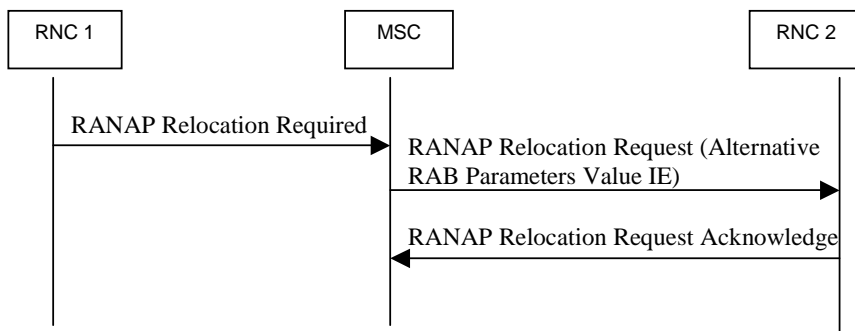 RNC 1
MSC
RNC 2
RANAP Relocation Required
RANAP Relocation Request (Alternative
RAB Parameters Value IE)
RANAP Relocation Request Acknowledge